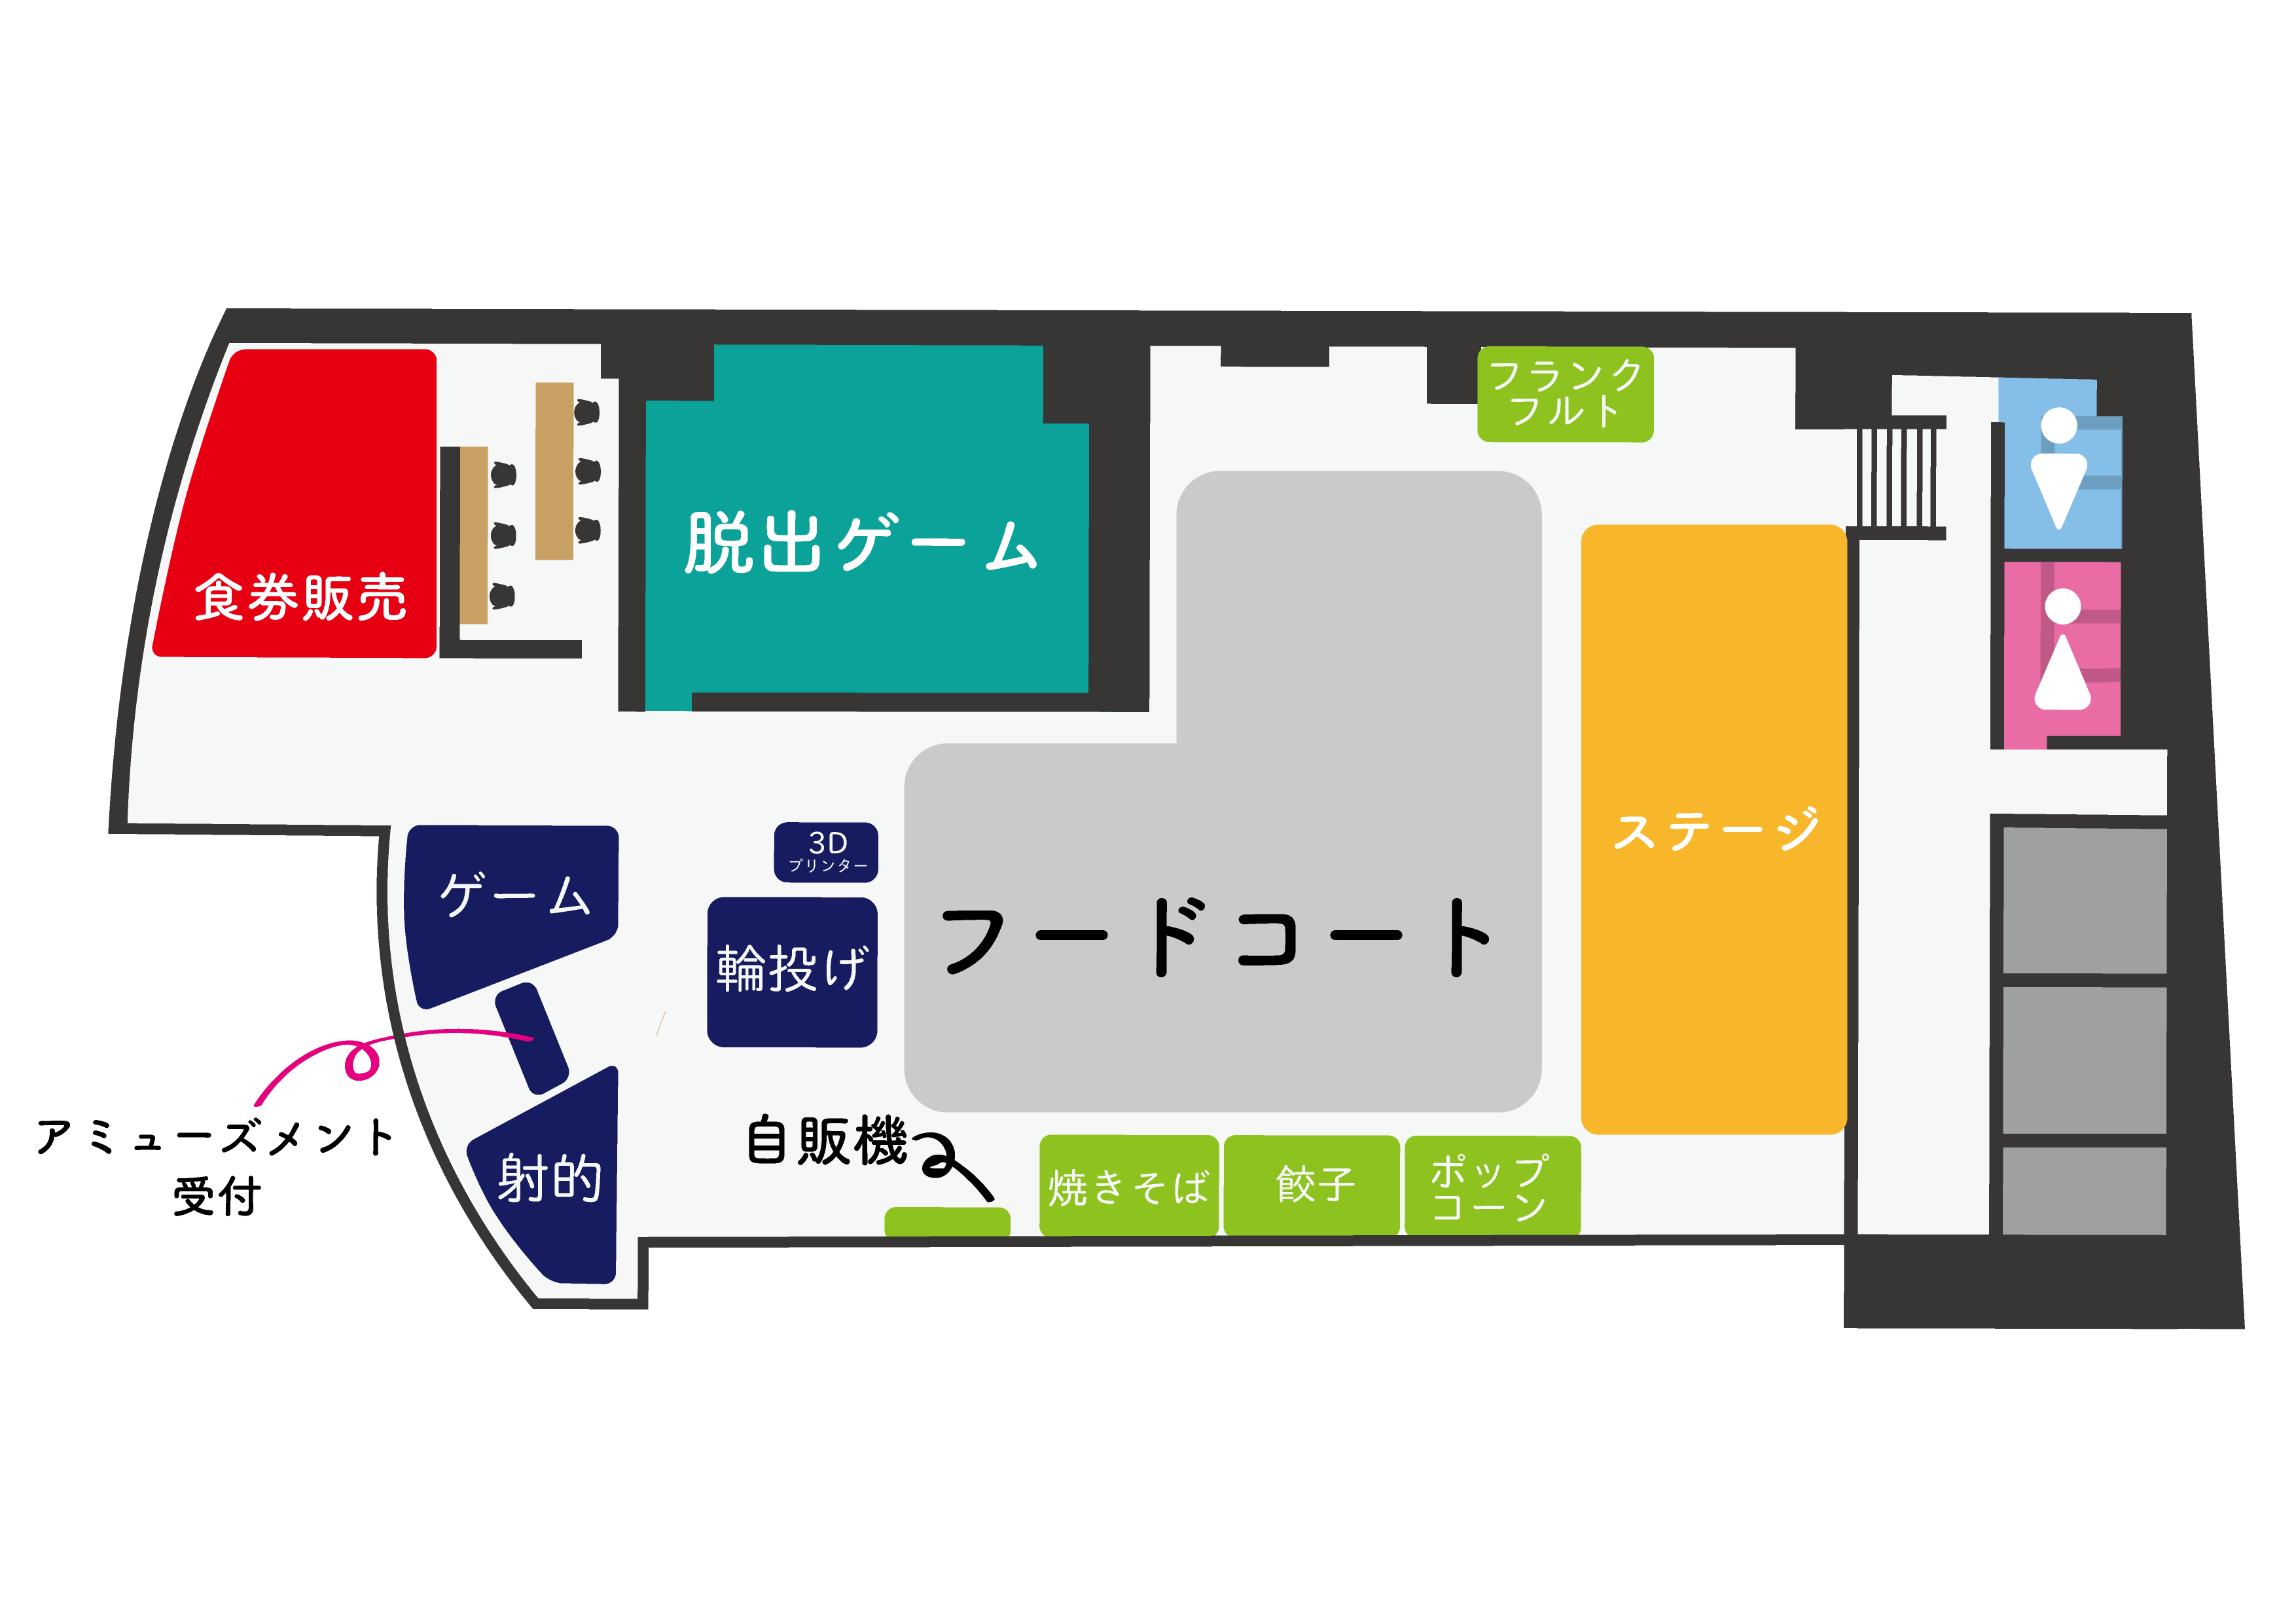 フランク
フルト
脱出ゲーム
食券販売
ステージ
3D
プリンター
ゲーム
輪投げ
フードコート
アミューズメント
受付
自販機
射的
焼きそば
餃子
ポップ
コーン